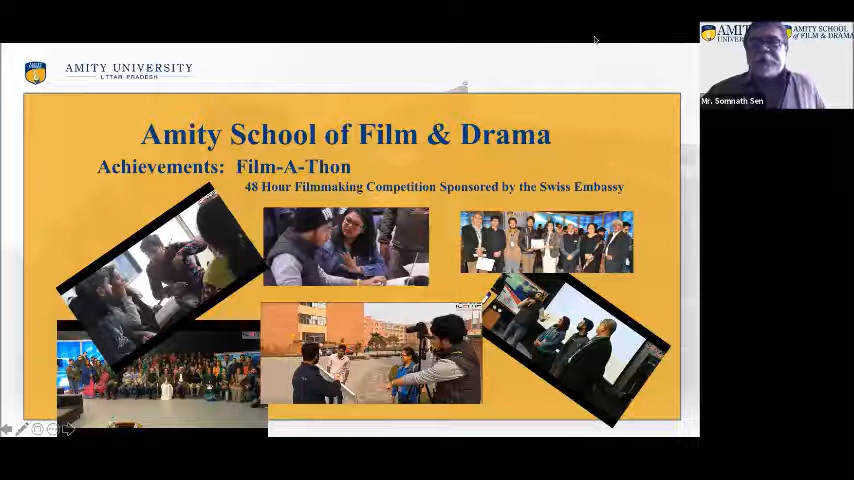 AMITY UNIVERSITY
UTTAR PRADESH
Amity School of Film & Drama
Achievements: Film-A-Thon
48 Hour Filmmaking Competition Sponsored by the Swiss Embassy
AMITY SCHOOL
of FILM & DRAMA
Mr. Somnath Sen